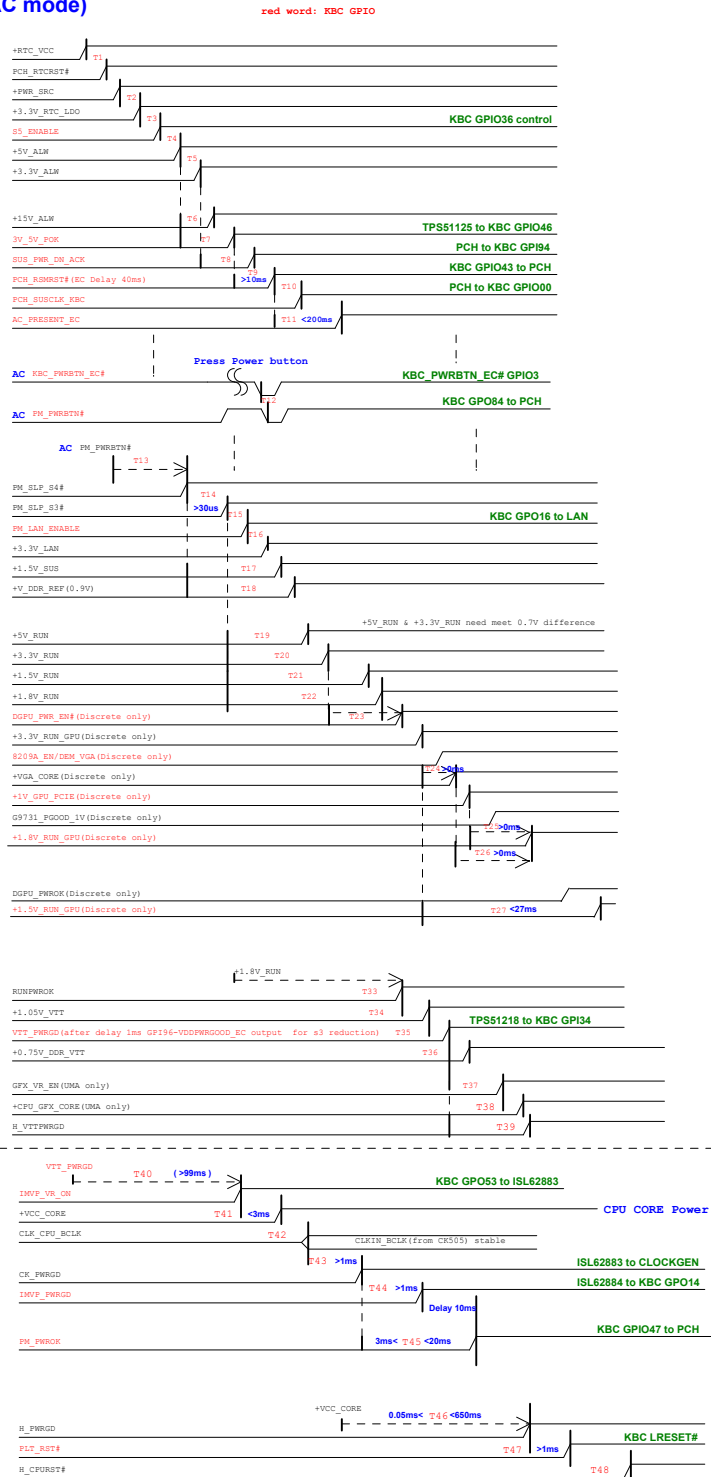 C mode)
red word: KBC GPIO
+RTC_VCC
T1
PCH_RTCRST#
+PWR_SRC
T2
+3.3V_RTC_LDO
T3
KBC GPIO36 control
S5_ENABLE
T4
+5V_ALW
T5
+3.3V_ALW
+15V_ALW
T6
TPS51125 to KBC GPIO46
3V_5V_POK
T7
PCH to KBC GPI94
SUS_PWR_DN_ACK
T8
T9
KBC GPIO43 to PCH
PCH_RSMRST#(EC Delay 40ms)
>10ms
T10
PCH to KBC GPIO00
PCH_SUSCLK_KBC
AC_PRESENT_EC
T11 <200ms
Press Power button
AC KBC_PWRBTN_EC#
KBC_PWRBTN_EC# GPIO3
T12
KBC GPO84 to PCH
AC PM_PWRBTN#
AC PM_PWRBTN#
T13
PM_SLP_S4#
T14
PM_SLP_S3#
>30us
T15
KBC GPO16 to LAN
PM_LAN_ENABLE
T16
+3.3V_LAN
+1.5V_SUS
T17
+V_DDR_REF(0.9V)
T18
+5V_RUN & +3.3V_RUN need meet 0.7V difference
+5V_RUN
T19
+3.3V_RUN
T20
+1.5V_RUN
T21
+1.8V_RUN
T22
DGPU_PWR_EN#(Discrete only)
T23
+3.3V_RUN_GPU(Discrete only)
8209A_EN/DEM_VGA(Discrete only)
T24 >0ms
+VGA_CORE(Discrete only)
+1V_GPU_PCIE(Discrete only)
G9731_PGOOD_1V(Discrete only)
T25 >0ms
+1.8V_RUN_GPU(Discrete only)
T26 >0ms
DGPU_PWROK(Discrete only)
+1.5V_RUN_GPU(Discrete only)
T27 <27ms
+1.8V_RUN
RUNPWROK
T33
+1.05V_VTT
T34
TPS51218 to KBC GPI34
VTT_PWRGD(after delay 1ms GPI96-VDDPWRGOOD_EC output for s3 reduction)
T35
+0.75V_DDR_VTT
T36
GFX_VR_EN(UMA only)
T37
+CPU_GFX_CORE(UMA only)
T38
H_VTTPWRGD
T39
VTT_PWRGD
T40
( >99ms )
KBC GPO53 to ISL62883
IMVP_VR_ON
+VCC_CORE
T41 <3ms
CPU CORE Power
CLK_CPU_BCLK
T42
CLKIN_BCLK(from CK505) stable
T43 >1ms
ISL62883 to CLOCKGEN
CK_PWRGD
T44 >1ms
ISL62884 to KBC GPO14
IMVP_PWRGD
Delay 10ms
KBC GPIO47 to PCH
PM_PWROK
3ms< T45 <20ms
+VCC_CORE
0.05ms< T46 <650ms
H_PWRGD
KBC LRESET#
PLT_RST#
T47 >1ms
H_CPURST#
T48